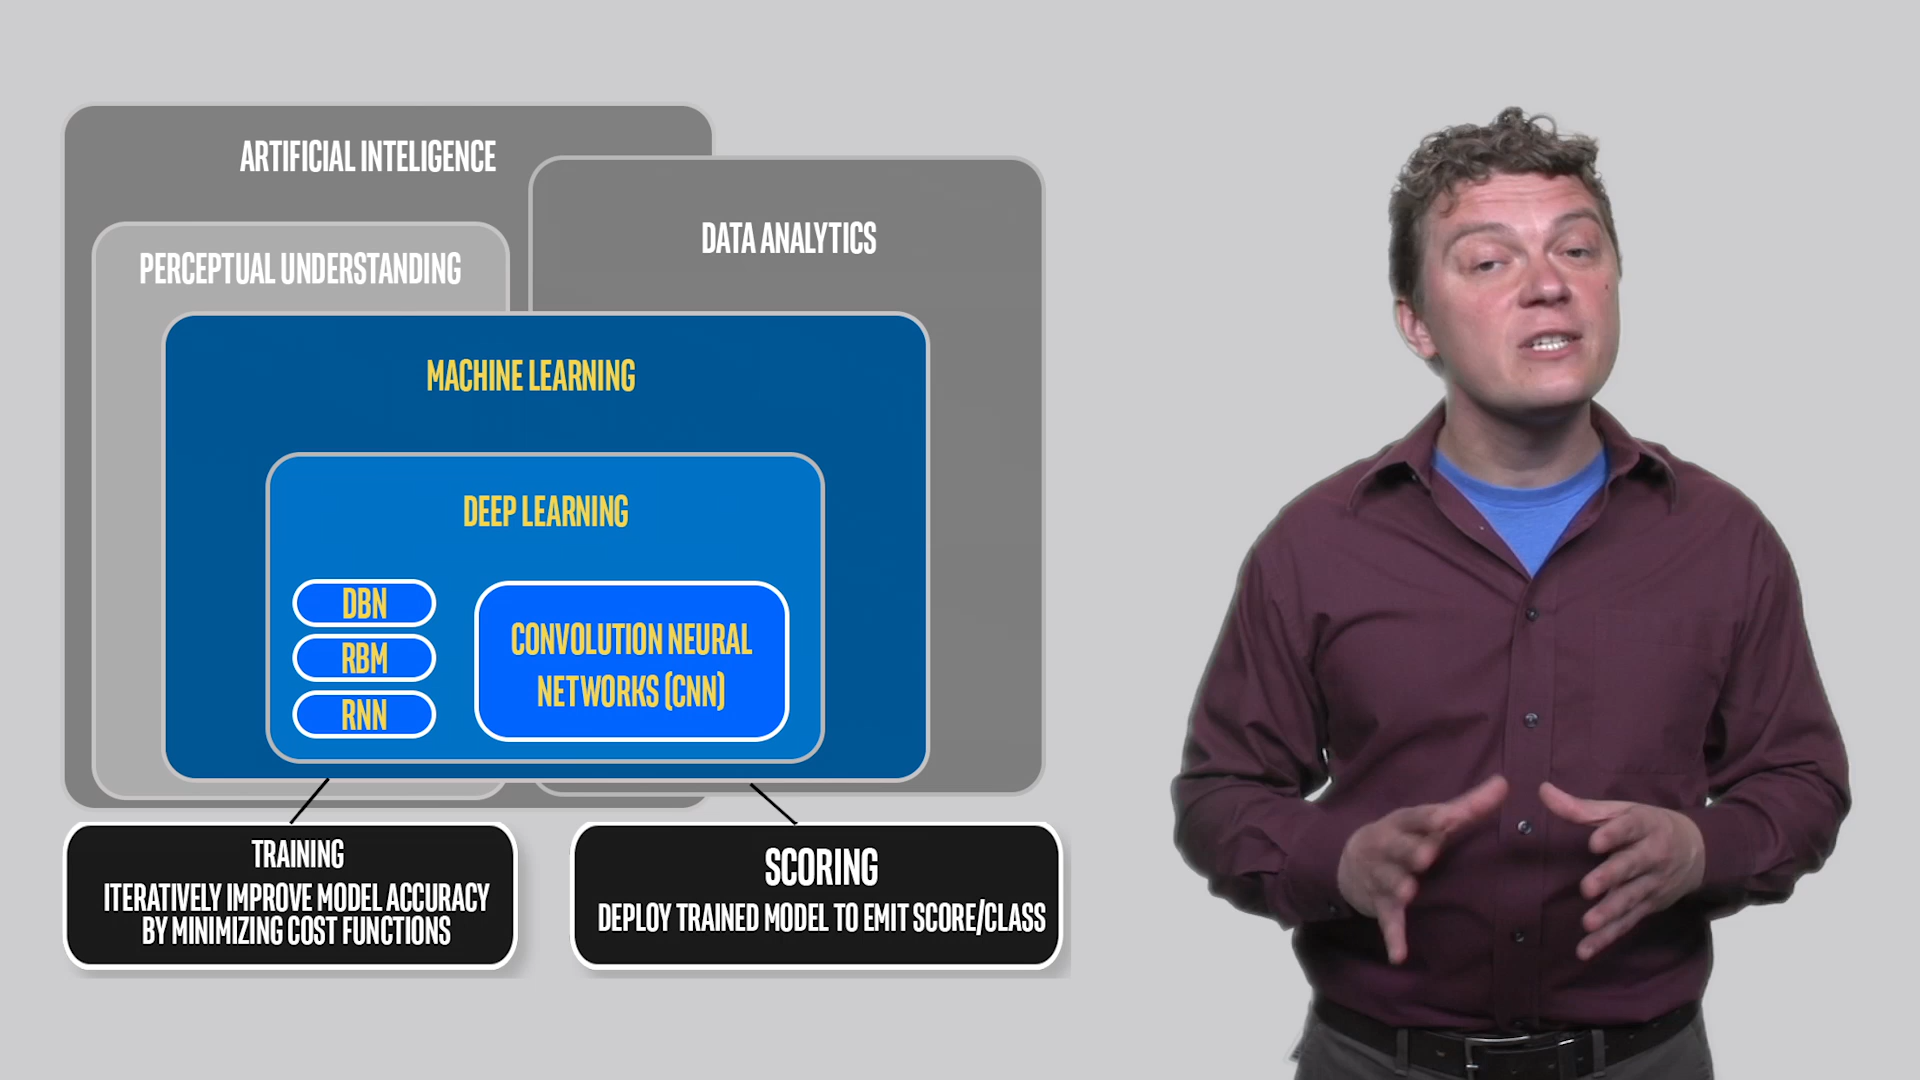 ARTIFICIAL INTELIGENCE
DATA ANALYTICS
PERCEPTUAL UNDERSTANDING
MACHINE LEARNING
DEEP LEARNING
DBN
RBM
RNN
CONVOLUTION NEURAL
NETWORKS (CNN)
TRAINING
ITERATIVELY IMPROVE MODEL ACCURACY
BY MINIMIZING COST FUNCTIONS
SCORING
DEPLOY TRAINED MODEL TO EMIT SCORE/CLASS